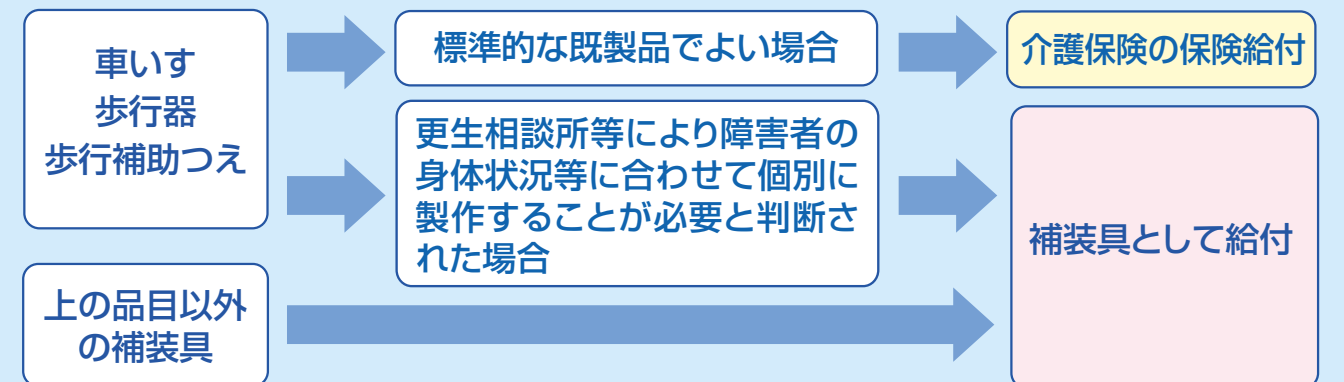 車いす
歩行器
歩行補助つえ
標準的な既製品でよい場合
介護保険の保険給付
更生相談所等により障害者の
身体状況等に合わせて個別に
製作することが必要と判断さ
れた場合
補装具として給付
上の品目以外
の補装具